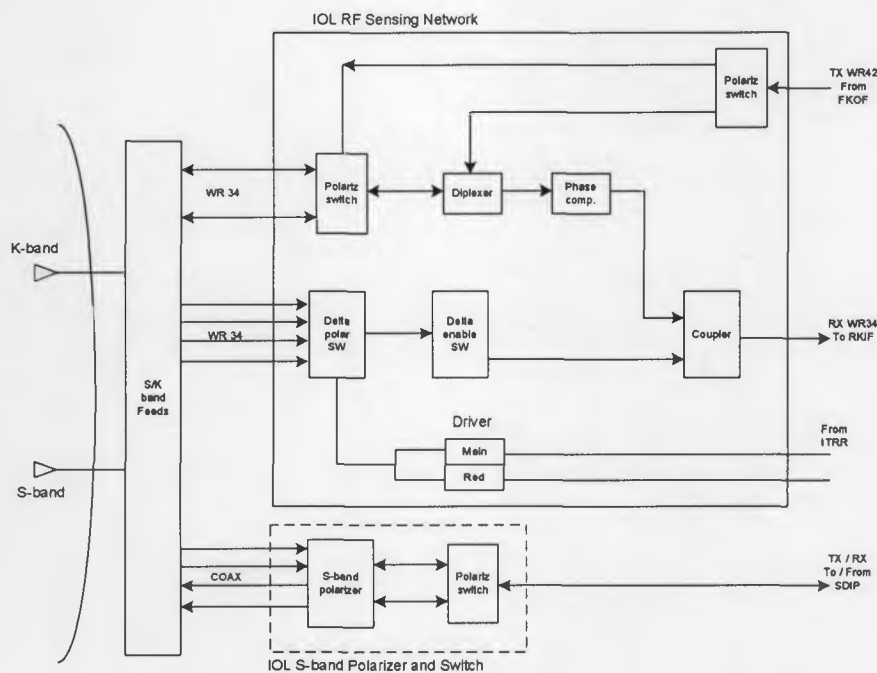 IOL RF Sensing Network
Polariz
switch
TX WR42
From
FKOF
WR 34
Polariz
switch
Diplexer
Phase
comp.
K-band
WR 34
Delta
polar
SW
Delta
enable
SW
Coupler
RX WR34
To RKIF
S/K
band
Feeds
Driver
Main
Red
From
ITRR
S-band
COAX
S-band
polarizer
Polariz
switch
TX / RX
To / From
SDIP
IOL S-band Polarizer and Switch